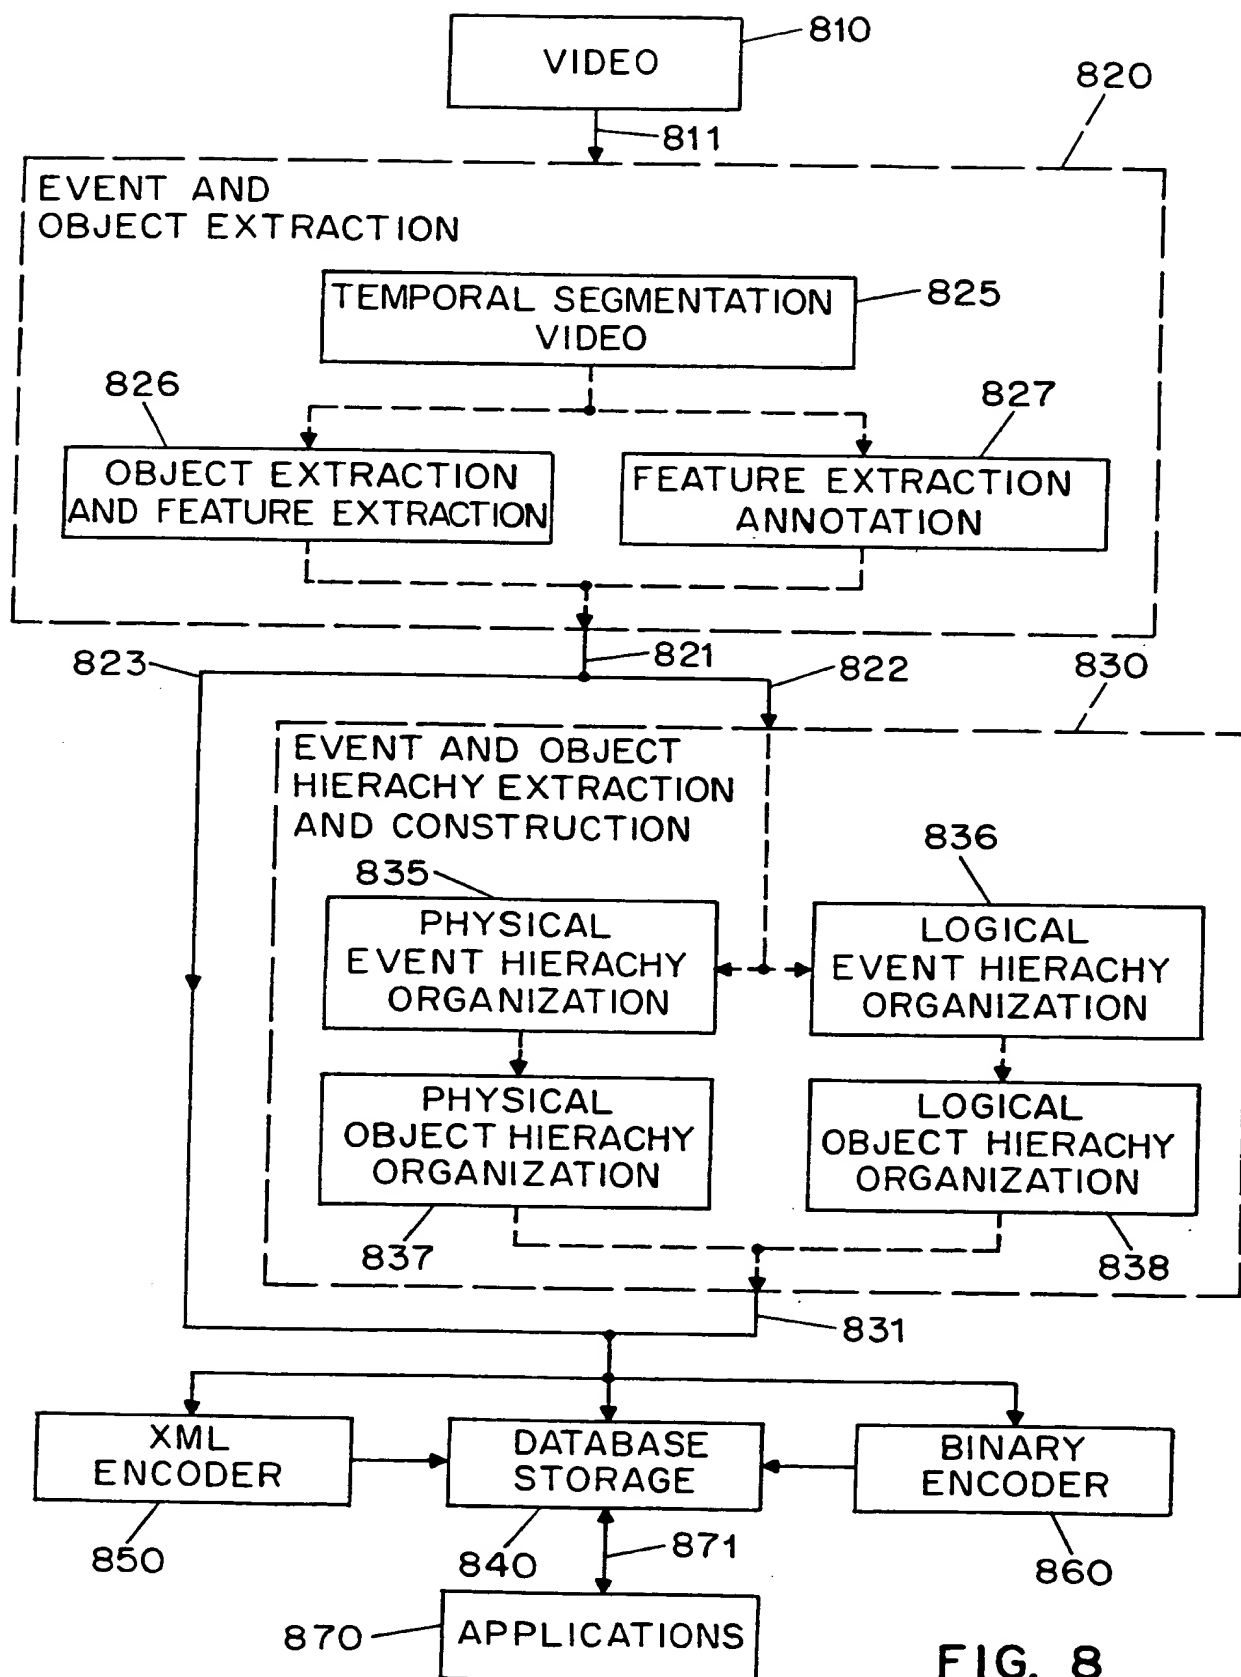 VIDEO
810
811
820
EVENT AND
OBJECT EXTRACTION
TEMPORAL SEGMENTATION
VIDEO
825
826
827
OBJECT EXTRACTION
AND FEATURE EXTRACTION
FEATURE EXTRACTION
ANNOTATION
821
823
822
830
EVENT AND OBJECT
HIERACHY EXTRACTION
AND CONSTRUCTION
835
836
PHYSICAL
EVENT HIERACHY
ORGANIZATION
LOGICAL
EVENT HIERACHY
ORGANIZATION
PHYSICAL
OBJECT HIERACHY
ORGANIZATION
LOGICAL
OBJECT HIERACHY
ORGANIZATION
837
838
831
XML
ENCODER
DATABASE
STORAGE
BINARY
ENCODER
850
840
871
860
870
APPLICATIONS
FIG. 8